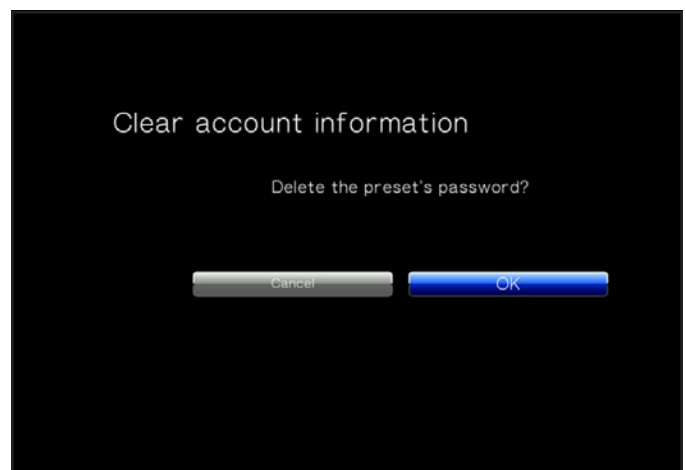 Clear account information
Delete the preset's password?
Cancel
OK